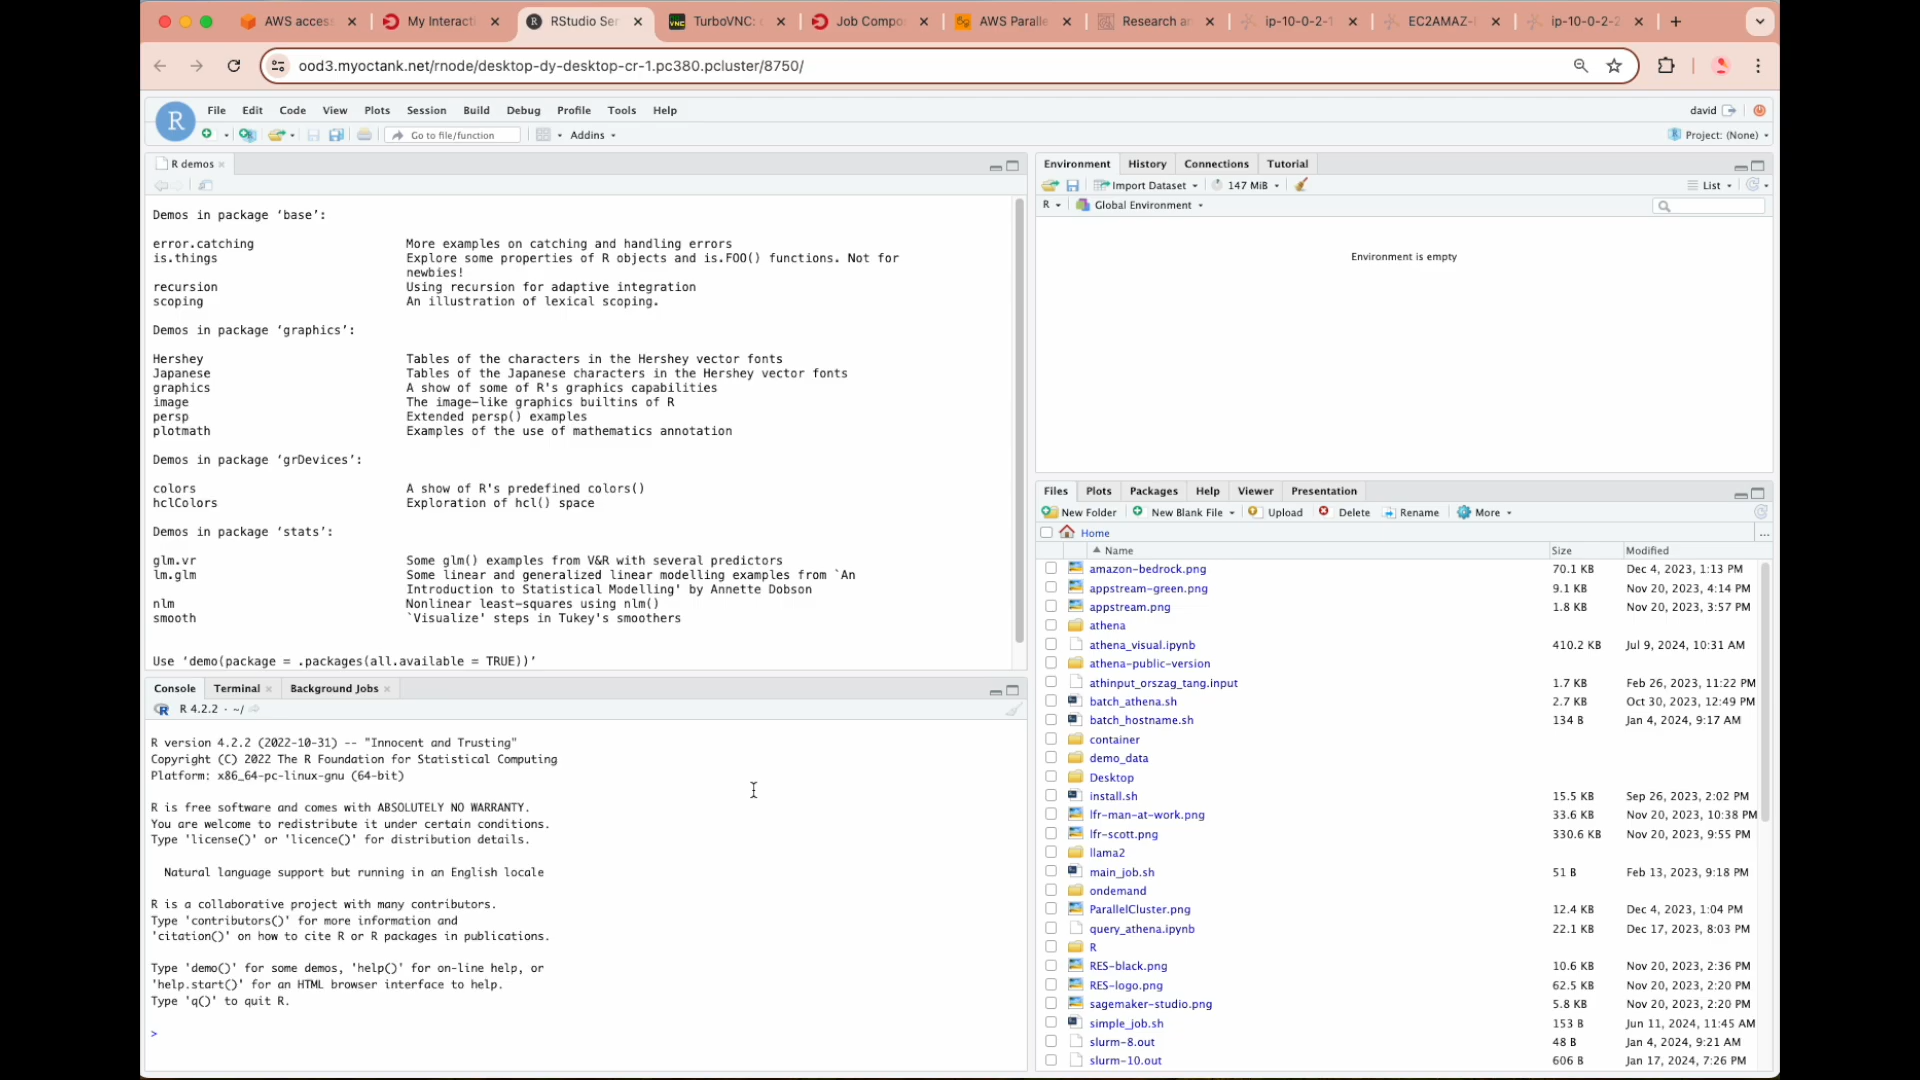 AWS acces
My Interacti
RStudio Ser
TurboVNC:
Job Compo
AWS Paralle
Research an
ip-10-0-2-1
EC2AMAZ-
ip-10-0-2-2
ood3.myoctank.net/rnode/desktop-dy-desktop-cr-1.pc380.pcluster/8750/
R
File Edit Code View Plots Session Build Debug Profile Tools Help
david
Go to file/function
Addins
Project: (None)
R demos
Demos in package ‘base’:
error.catching More examples on catching and handling errors
is.things Explore some properties of R objects and is.FOO() functions. Not for
newbies!
recursion Using recursion for adaptive integration
scoping An illustration of lexical scoping.
Demos in package ‘graphics’:
Hershey Tables of the characters in the Hershey vector fonts
Japanese Tables of the Japanese characters in the Hershey vector fonts
graphics A show of some of R's graphics capabilities
image The image-like graphics builtins of R
persp Extended persp() examples
plotmath Examples of the use of mathematics annotation
Demos in package ‘grDevices’:
colors A show of R's predefined colors()
hclColors Exploration of hcl() space
Demos in package ‘stats’:
glm.vr Some glm() examples from V&R with several predictors
lm.glm Some linear and generalized linear modelling examples from `An
Introduction to Statistical Modelling' by Annette Dobson
nlm Nonlinear least-squares using nlm()
smooth `Visualize' steps in Tukey's smoothers
Use ‘demo(package = .packages(all.available = TRUE))’
Console Terminal Background Jobs
R 4.2.2 · ~/
R version 4.2.2 (2022-10-31) -- "Innocent and Trusting"
Copyright (C) 2022 The R Foundation for Statistical Computing
Platform: x86_64-pc-linux-gnu (64-bit)
R is free software and comes with ABSOLUTELY NO WARRANTY.
You are welcome to redistribute it under certain conditions.
Type 'license()' or 'licence()' for distribution details.
Natural language support but running in an English locale
R is a collaborative project with many contributors.
Type 'contributors()' for more information and
'citation()' on how to cite R or R packages in publications.
Type 'demo()' for some demos, 'help()' for on-line help, or
'help.start()' for an HTML browser interface to help.
Type 'q()' to quit R.
>
Environment History Connections Tutorial
Import Dataset 147 MiB List
R Global Environment
Environment is empty
Files Plots Packages Help Viewer Presentation
New Folder New Blank File Upload Delete Rename More
Home ...
Name Size Modified
amazon-bedrock.png 70.1 KB Dec 4, 2023, 1:13 PM
appstream-green.png 9.1 KB Nov 20, 2023, 4:14 PM
appstream.png 1.8 KB Nov 20, 2023, 3:57 PM
athena
athena_visual.ipynb 410.2 KB Jul 9, 2024, 10:31 AM
athena-public-version
athinput_orszag_tang.input 1.7 KB Feb 26, 2023, 11:22 PM
batch_athena.sh 2.7 KB Oct 30, 2023, 12:49 PM
batch_hostname.sh 134 B Jan 4, 2024, 9:17 AM
container
demo_data
Desktop
install.sh 15.5 KB Sep 26, 2023, 2:02 PM
lfr-man-at-work.png 33.6 KB Nov 20, 2023, 10:38 PM
lfr-scott.png 330.6 KB Nov 20, 2023, 9:55 PM
llama2
main_job.sh 51 B Feb 13, 2023, 9:18 PM
ondemand
ParallelCluster.png 12.4 KB Dec 4, 2023, 1:04 PM
query_athena.ipynb 22.1 KB Dec 17, 2023, 8:03 PM
R
RES-black.png 10.6 KB Nov 20, 2023, 2:36 PM
RES-logo.png 62.5 KB Nov 20, 2023, 2:20 PM
sagemaker-studio.png 5.8 KB Nov 20, 2023, 2:20 PM
simple_job.sh 153 B Jun 11, 2024, 11:45 AM
slurm-8.out 48 B Jan 4, 2024, 9:21 AM
slurm-10.out 606 B Jan 17, 2024, 7:26 PM